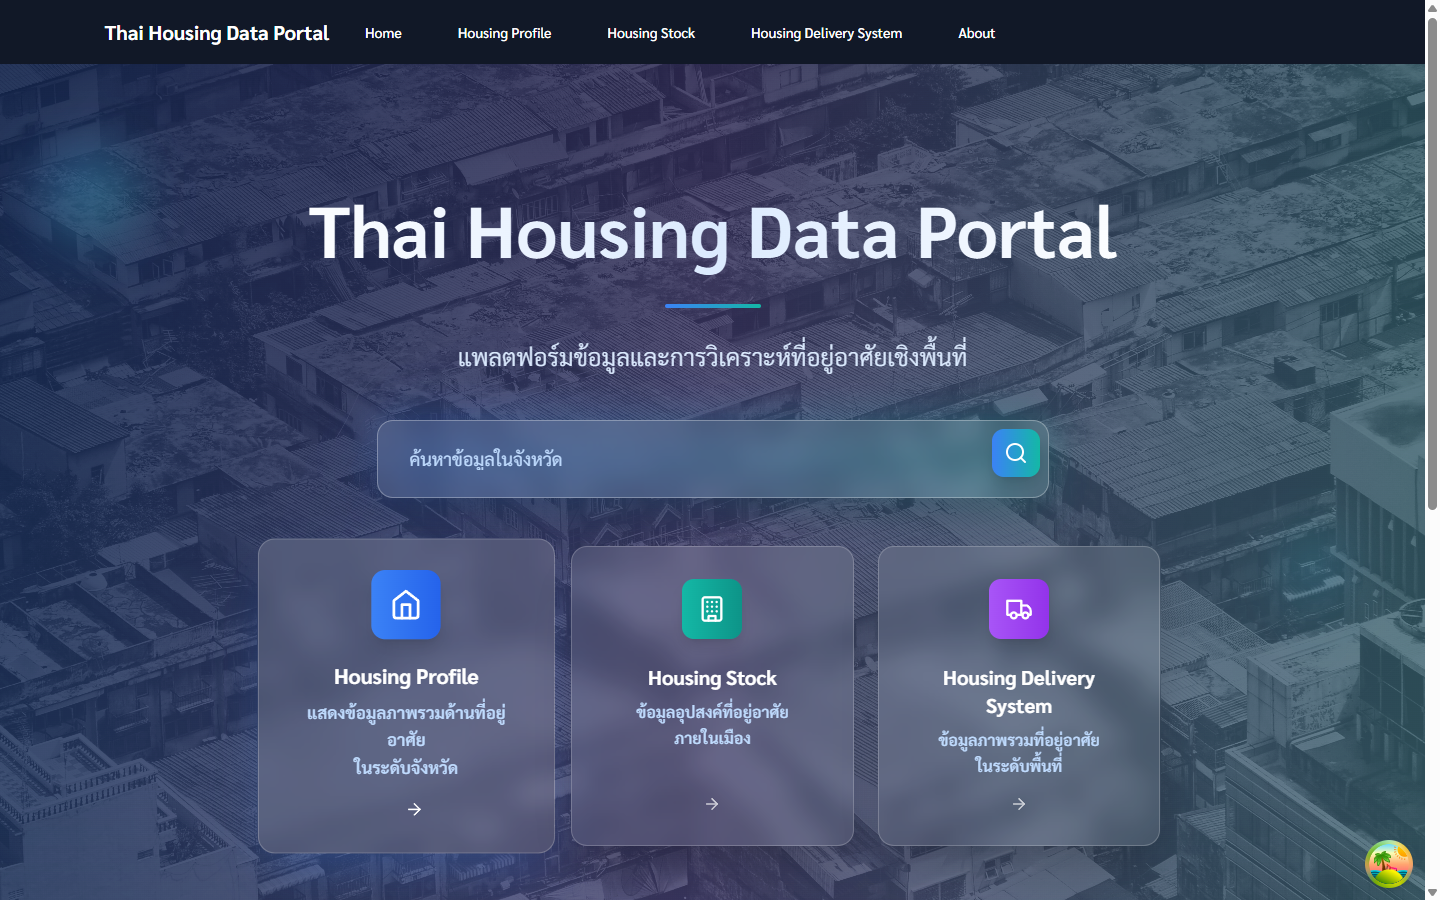 Thai Housing Data Portal
Home
Housing Profile
Housing Stock
Housing Delivery System
About
Thai Housing Data Portal
แพลตฟอร์มข้อมูลและการวิเคราะห์ที่อยู่อาศัยเชิงพื้นที่
ค้นหาข้อมูลในจังหวัด
Housing Profile
แสดงข้อมูลภาพรวมด้านที่อยู่
อาศัย
ในระดับจังหวัด
Housing Stock
ข้อมูลอุปสงค์ที่อยู่อาศัย
ภายในเมือง
Housing Delivery
System
ข้อมูลภาพรวมที่อยู่อาศัย
ในระดับพื้นที่